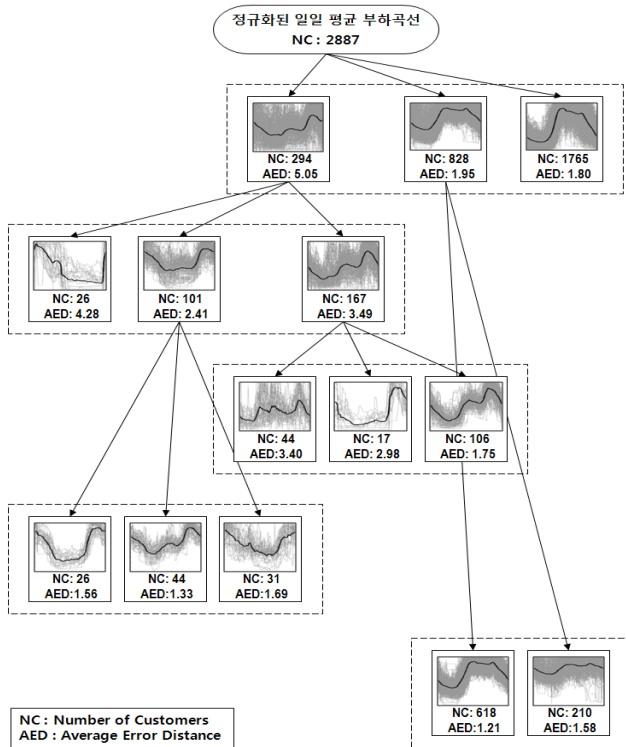 정규화된 일일 평균 부하곡선
NC : 2887
NC: 294
AED: 5.05
NC: 828
AED: 1.95
NC: 1765
AED: 1.80
NC: 26
AED: 4.28
NC: 101
AED: 2.41
NC: 167
AED: 3.49
NC: 44
AED:3.40
NC: 17
AED: 2.98
NC: 106
AED: 1.75
NC: 26
AED:1.56
NC: 44
AED:1.33
NC: 31
AED:1.69
NC: 618
AED:1.21
NC: 210
AED:1.58
NC : Number of Customers
AED : Average Error Distance